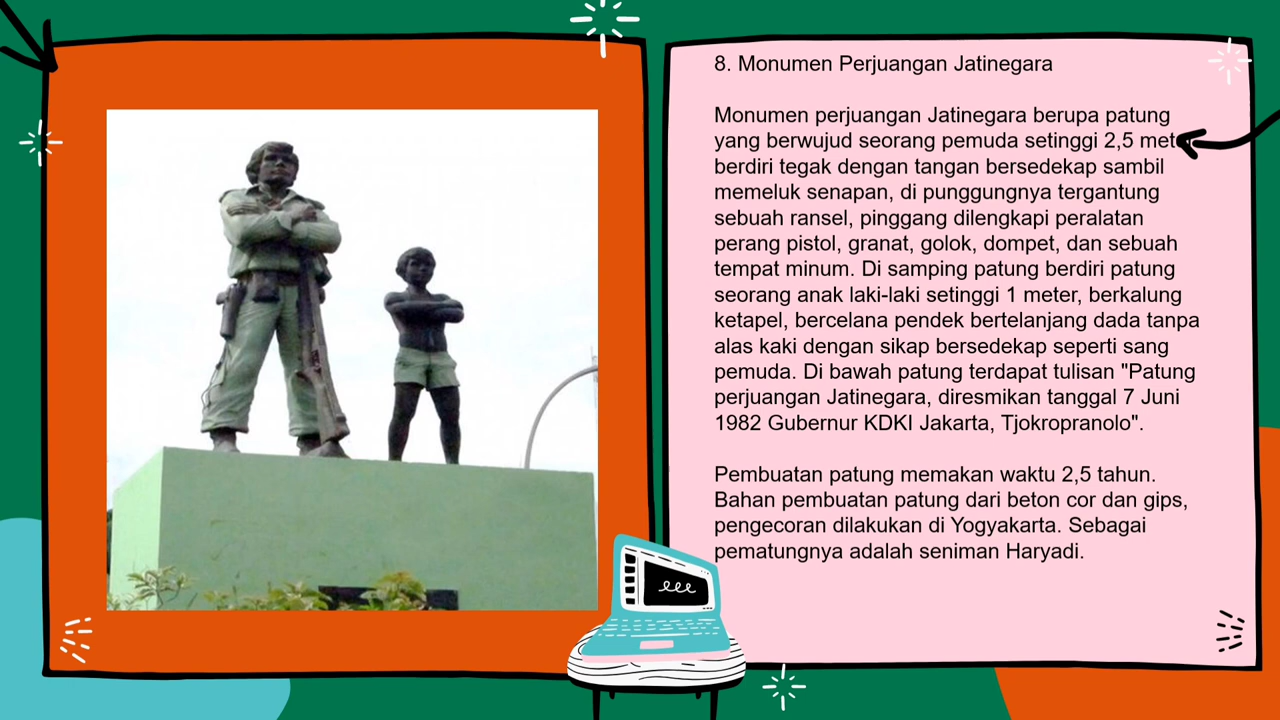 8. Monumen Perjuangan Jatinegara
Monumen perjuangan Jatinegara berupa patung
yang berwujud seorang pemuda setinggi 2,5 meter
berdiri tegak dengan tangan bersedekap sambil
memeluk senapan, di punggungnya tergantung
sebuah ransel, pinggang dilengkapi peralatan
perang pistol, granat, golok, dompet, dan sebuah
tempat minum. Di samping patung berdiri patung
seorang anak laki-laki setinggi 1 meter, berkalung
ketapel, bercelana pendek bertelanjang dada tanpa
alas kaki dengan sikap bersedekap seperti sang
pemuda. Di bawah patung terdapat tulisan "Patung
perjuangan Jatinegara, diresmikan tanggal 7 Juni
1982 Gubernur KDKI Jakarta, Tjokropranolo".
Pembuatan patung memakan waktu 2,5 tahun.
Bahan pembuatan patung dari beton cor dan gips,
pengecoran dilakukan di Yogyakarta. Sebagai
pematungnya adalah seniman Haryadi.